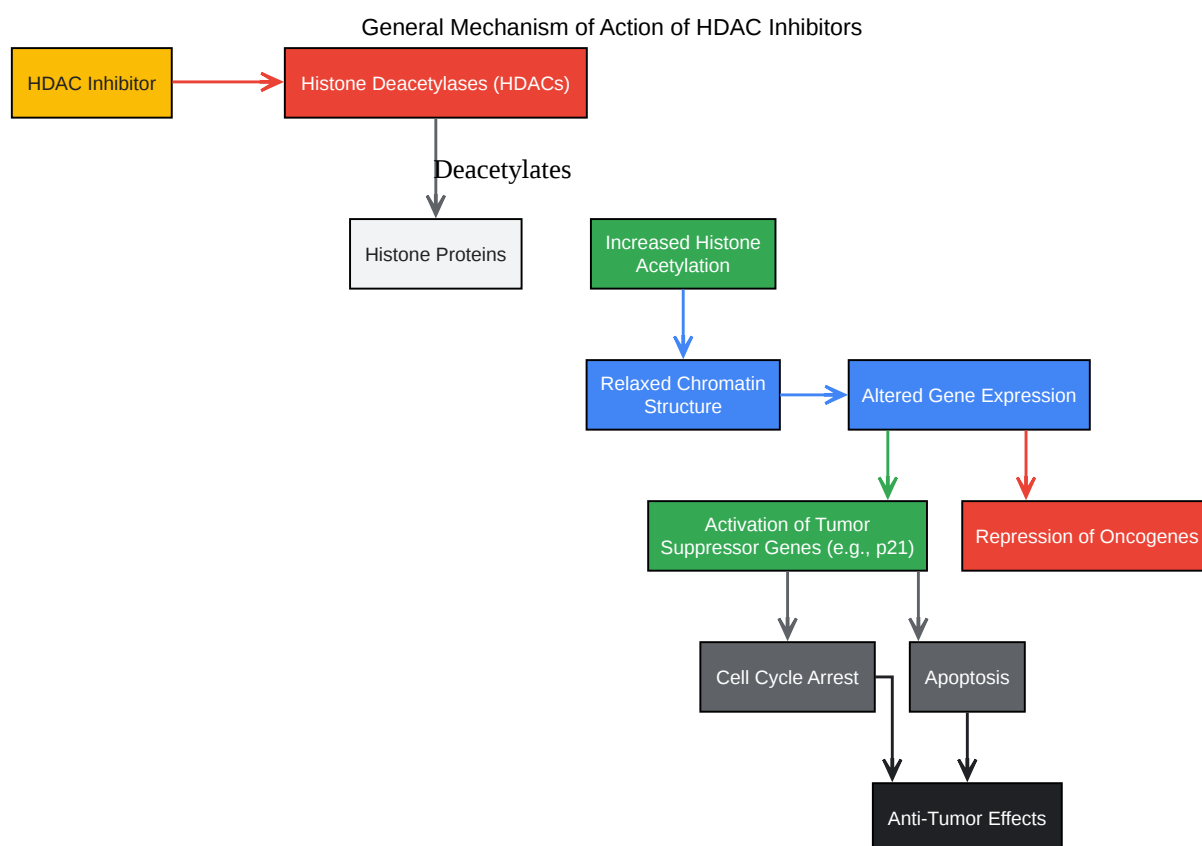 General Mechanism of Action of HDAC Inhibitors
HDAC Inhibitor
Histone Deacetylases (HDACs)
Deacetylates
Histone Proteins
Increased Histone
Acetylation
Relaxed Chromatin
Structure
Altered Gene Expression
Activation of Tumor
Suppressor Genes (e.g., p21)
Repression of Oncogenes
Cell Cycle Arrest
Apoptosis
Anti-Tumor Effects